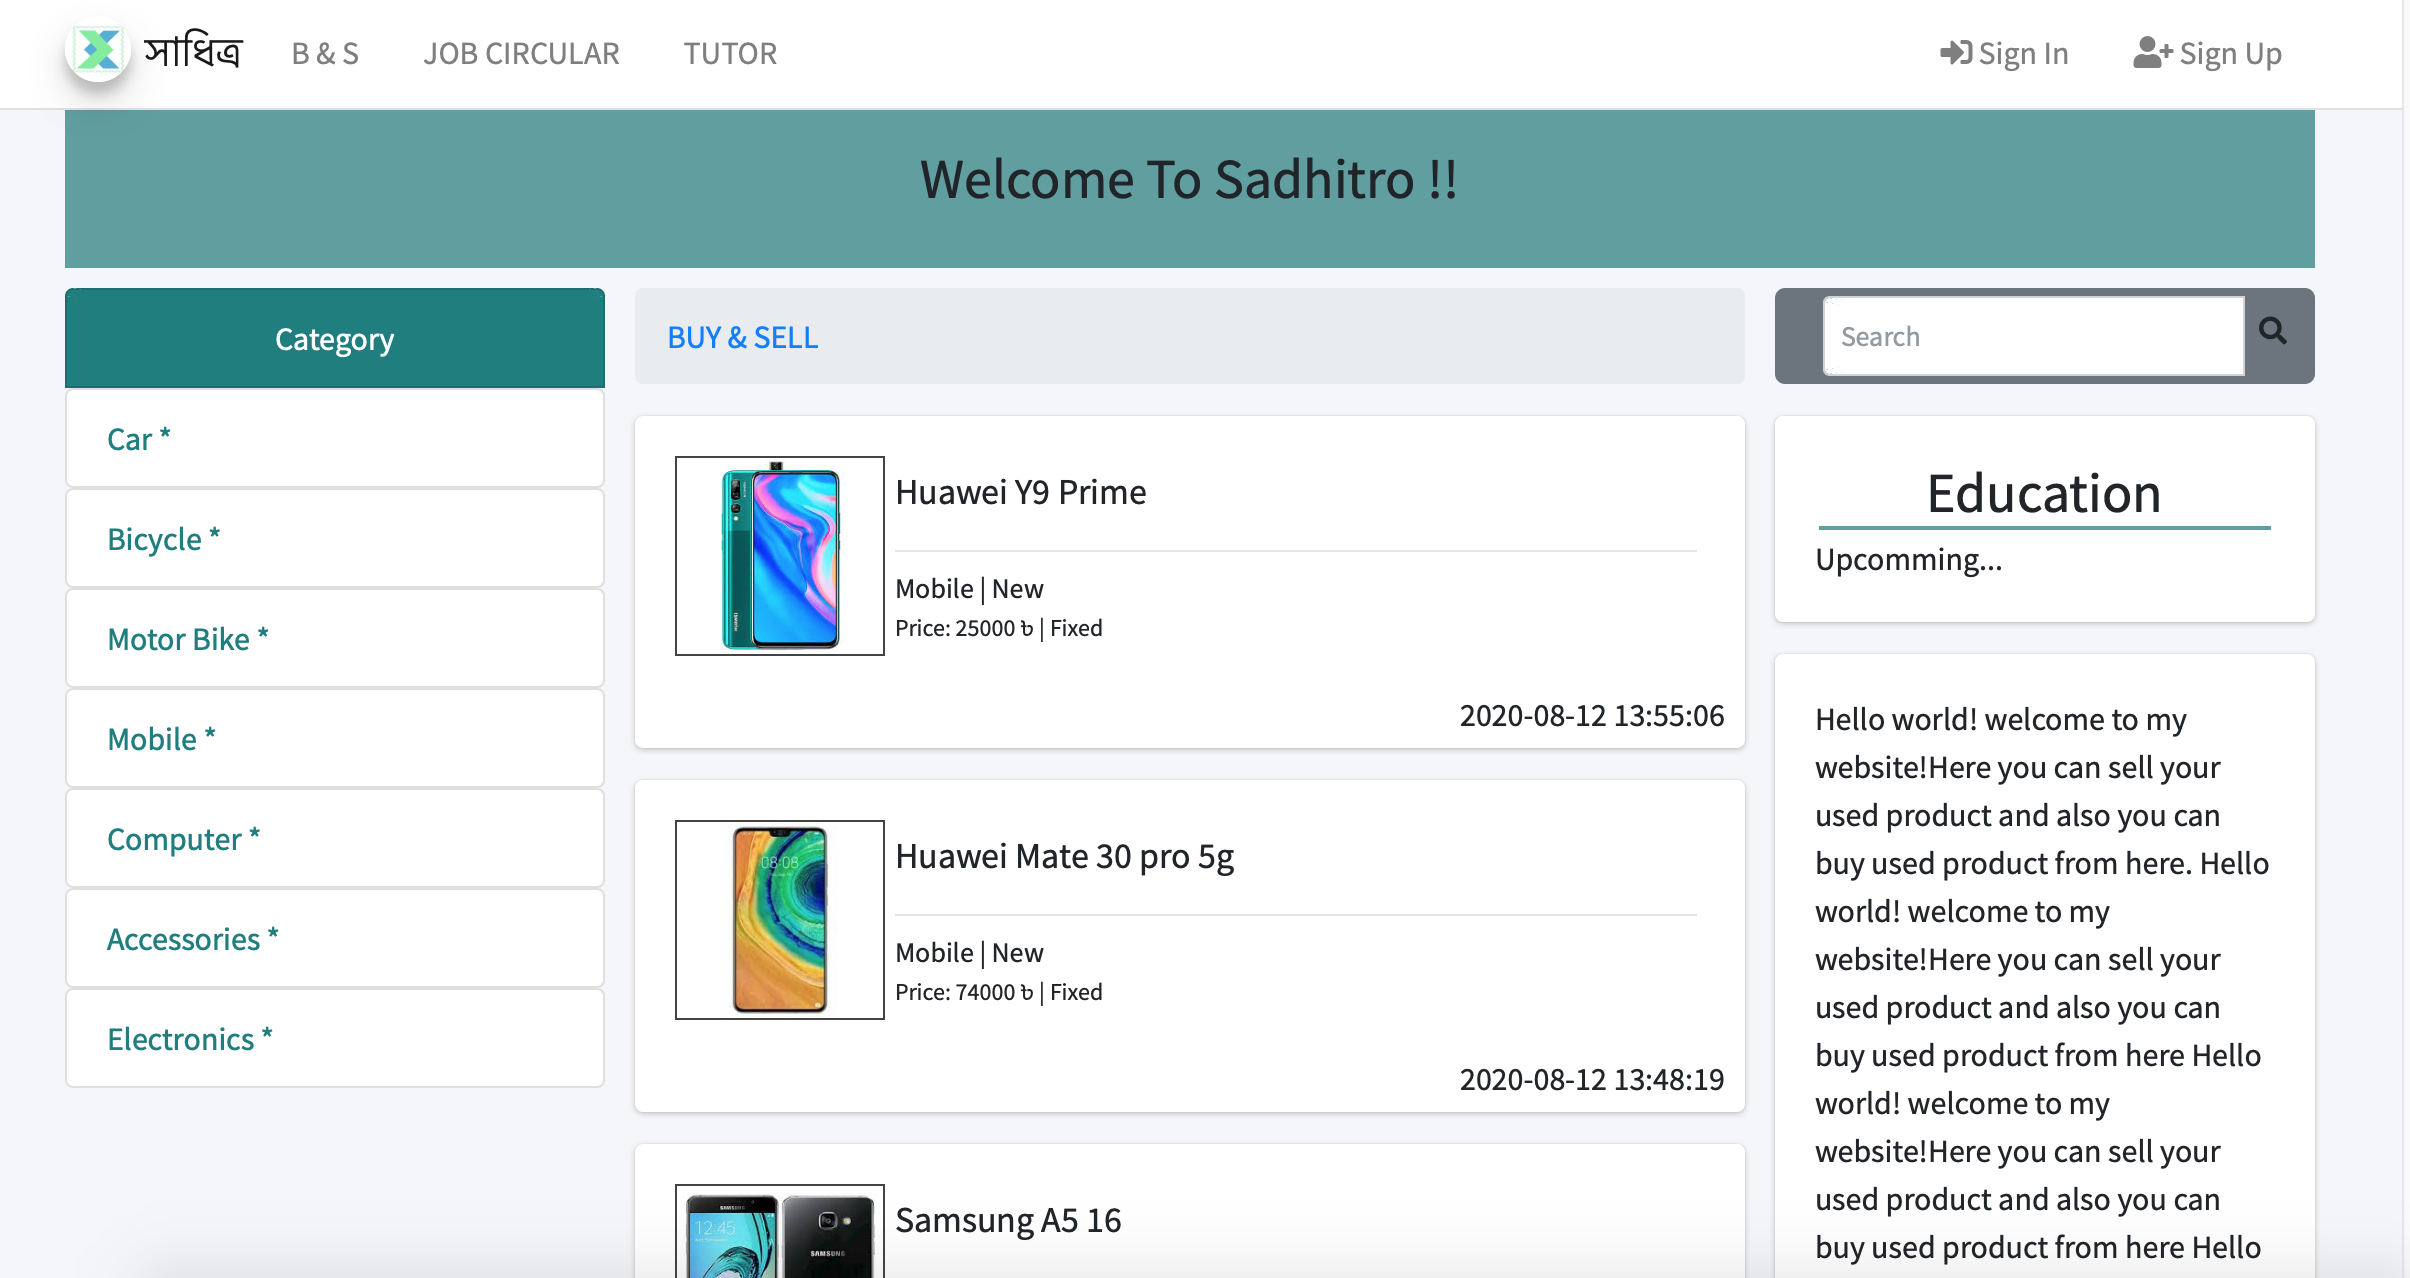 সাধিত্র B & S JOB CIRCULAR TUTOR Sign In Sign Up
Welcome To Sadhitro !!
Category
Car *
Bicycle *
Motor Bike *
Mobile *
Computer *
Accessories *
Electronics *
BUY & SELL
Huawei Y9 Prime
Mobile | New
Price: 25000 ৳ | Fixed
2020-08-12 13:55:06
08:08
Huawei Mate 30 pro 5g
Mobile | New
Price: 74000 ৳ | Fixed
2020-08-12 13:48:19
SAMSUNG
12:45
SAMSUNG
Samsung A5 16
Search
Education
Upcomming...
Hello world! welcome to my
website!Here you can sell your
used product and also you can
buy used product from here. Hello
world! welcome to my
website!Here you can sell your
used product and also you can
buy used product from here Hello
world! welcome to my
website!Here you can sell your
used product and also you can
buy used product from here Hello